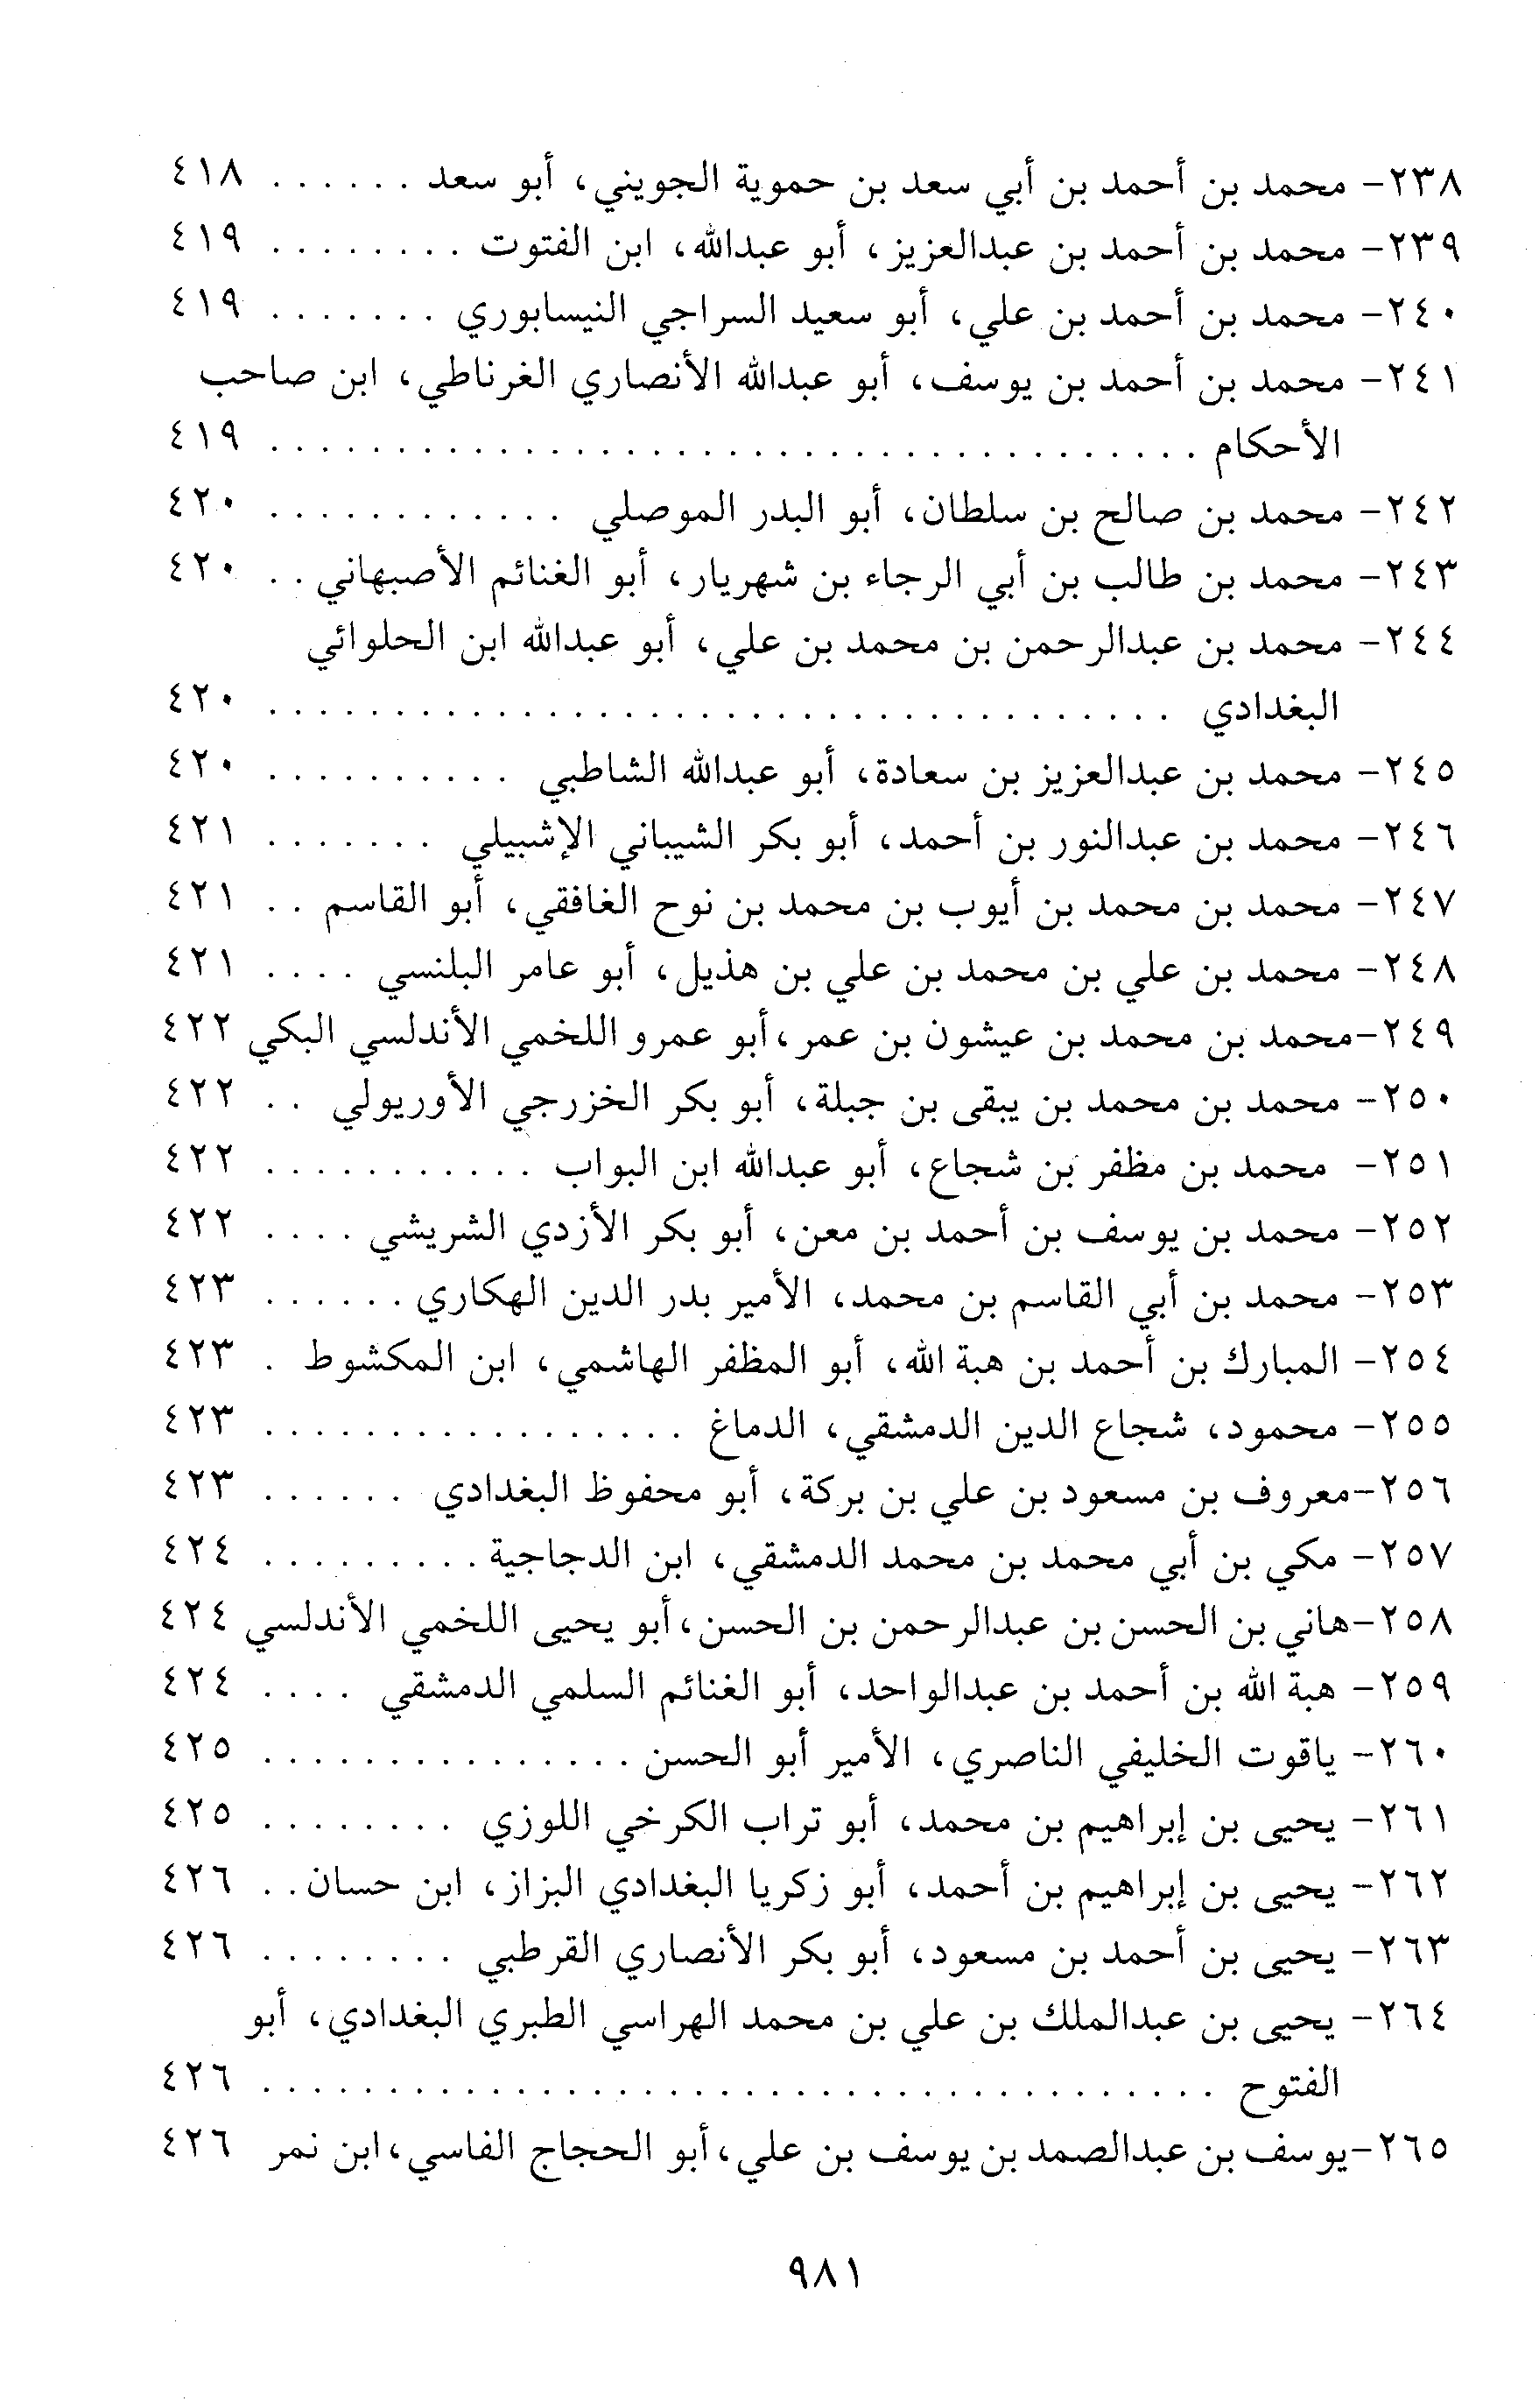 ٢٣٨- محمد بن أحمد بن أبي سعد بن حموية الجويني، أبو سعد . . . . . . ٤١٨
٢٣٩- محمد بن أحمد بن عبدالعزيز، أبو عبدالله، ابن الفتوت . . . . . . . . ٤١٩
٢٤٠- محمد بن أحمد بن علي، أبو سعيد السراجي النيسابوري . . . . . . . ٤١٩
٢٤١- محمد بن أحمد بن يوسف، أبو عبدالله الأنصاري الغرناطي، ابن صاحب
الأحكام . . . . . . . . . . . . . . . . . . . . . . . . . . . . . . . . . . . . . ٤١٩
٢٤٢- محمد بن صالح بن سلطان، أبو البدر الموصلي . . . . . . . . . . . . ٤٢٠
٢٤٣- محمد بن طالب بن أبي الرجاء بن شهريار، أبو الغنائم الأصبهاني . . ٤٢٠
٢٤٤- محمد بن عبدالرحمن بن محمد بن علي، أبو عبدالله ابن الحلوائي
البغدادي . . . . . . . . . . . . . . . . . . . . . . . . . . . . . . . . . . . . ٤٢٠
٢٤٥- محمد بن عبدالعزيز بن سعادة، أبو عبدالله الشاطبي . . . . . . . . . . ٤٢٠
٢٤٦- محمد بن عبدالنور بن أحمد، أبو بكر الشيباني الإشبيلي . . . . . . . ٤٢١
٢٤٧- محمد بن محمد بن أيوب بن محمد بن نوح الغافقي، أبو القاسم . . ٤٢١
٢٤٨- محمد بن علي بن محمد بن علي بن هذيل، أبو عامر البلنسي . . . . ٤٢١
٢٤٩-محمد بن محمد بن عيشون بن عمر،أبو عمرو اللخمي الأندلسي البكي ٤٢٢
٢٥٠- محمد بن محمد بن يبقى بن جبلة، أبو بكر الخزرجي الأوريولي . . ٤٢٢
٢٥١- محمد بن مظفر بن شجاع، أبو عبدالله ابن البواب . . . . . . . . . . . ٤٢٢
٢٥٢- محمد بن يوسف بن أحمد بن معن، أبو بكر الأزدي الشريشي . . . . ٤٢٢
٢٥٣- محمد بن أبي القاسم بن محمد، الأمير بدر الدين الهكاري . . . . . . ٤٢٣
٢٥٤- المبارك بن أحمد بن هبة الله، أبو المظفر الهاشمي، ابن المكشوط . ٤٢٣
٢٥٥- محمود، شجاع الدين الدمشقي، الدماغ . . . . . . . . . . . . . . . . . ٤٢٣
٢٥٦-معروف بن مسعود بن علي بن بركة، أبو محفوظ البغدادي . . . . . . ٤٢٣
٢٥٧- مكي بن أبي محمد بن محمد الدمشقي، ابن الدجاجية . . . . . . . . . ٤٢٤
٢٥٨-هاني بن الحسن بن عبدالرحمن بن الحسن،أبو يحيى اللخمي الأندلسي ٤٢٤
٢٥٩- هبة الله بن أحمد بن عبدالواحد، أبو الغنائم السلمي الدمشقي . . . . ٤٢٤
٢٦٠- ياقوت الخليفي الناصري، الأمير أبو الحسن . . . . . . . . . . . . . . . ٤٢٥
٢٦١- يحيى بن إبراهيم بن محمد، أبو تراب الكرخي اللوزي . . . . . . . . ٤٢٥
٢٦٢- يحيى بن إبراهيم بن أحمد، أبو زكريا البغدادي البزاز، ابن حسان . . ٤٢٦
٢٦٣- يحيى بن أحمد بن مسعود، أبو بكر الأنصاري القرطبي . . . . . . . . ٤٢٦
٢٦٤- يحيى بن عبدالملك بن علي بن محمد الهراسي الطبري البغدادي، أبو
الفتوح . . . . . . . . . . . . . . . . . . . . . . . . . . . . . . . . . . . . . . ٤٢٦
٢٦٥-يوسف بن عبدالصمد بن يوسف بن علي،أبو الحجاج الفاسي،ابن نمر ٤٢٦
٩٨١